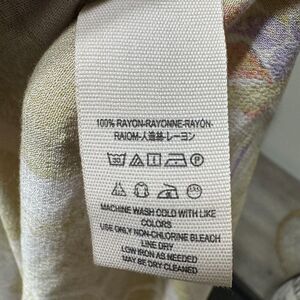 100% RAYON-RAYONNE-RAYON-
RAIOM-人造絲-レーヨン
MACHINE WASH COLD WITH LIKE
COLORS
USE ONLY NON-CHLORINE BLEACH
LINE DRY
LOW IRON AS NEEDED
MAY BE DRY CLEANED